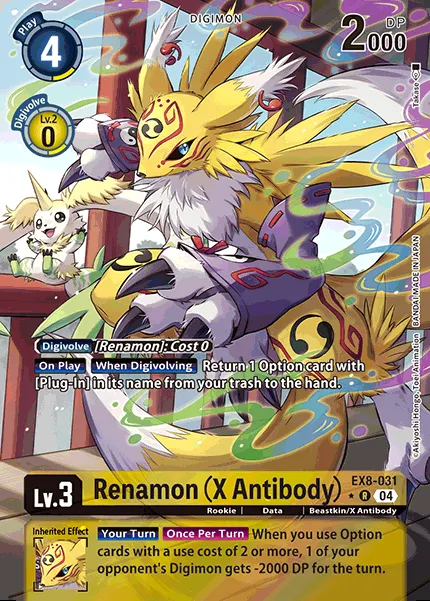 Play
4
DIGIMON
DP
2000
Digivolve
Lv.2
0
Takase
©Akiyoshi Hongo, Toei Animation BANDAI MADE IN JAPAN
Digivolve [Renamon]: Cost 0
On Play When Digivolving Return 1 Option card with
[Plug-In] in its name from your trash to the hand.
EX8-031
Lv.3 Renamon (X Antibody) R 04
Rookie | Data | Beastkin/X Antibody
Inherited Effect
Your Turn Once Per Turn When you use Option
cards with a use cost of 2 or more, 1 of your
opponent's Digimon gets -2000 DP for the turn.